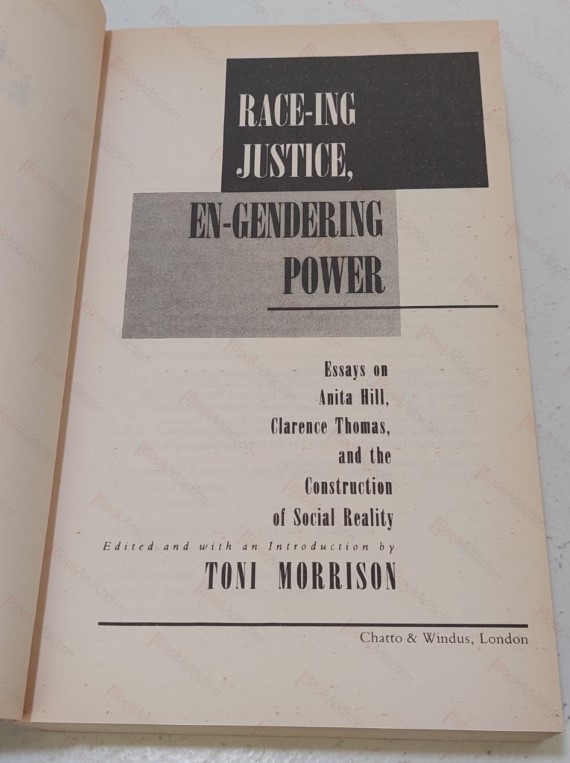 RACE-ING
JUSTICE,
EN-GENDERING
POWER
Essays on
Anita Hill,
Clarence Thomas,
and the
Construction
of Social Reality
Edited and with an Introduction by
TONI MORRISON
Chatto & Windus, London